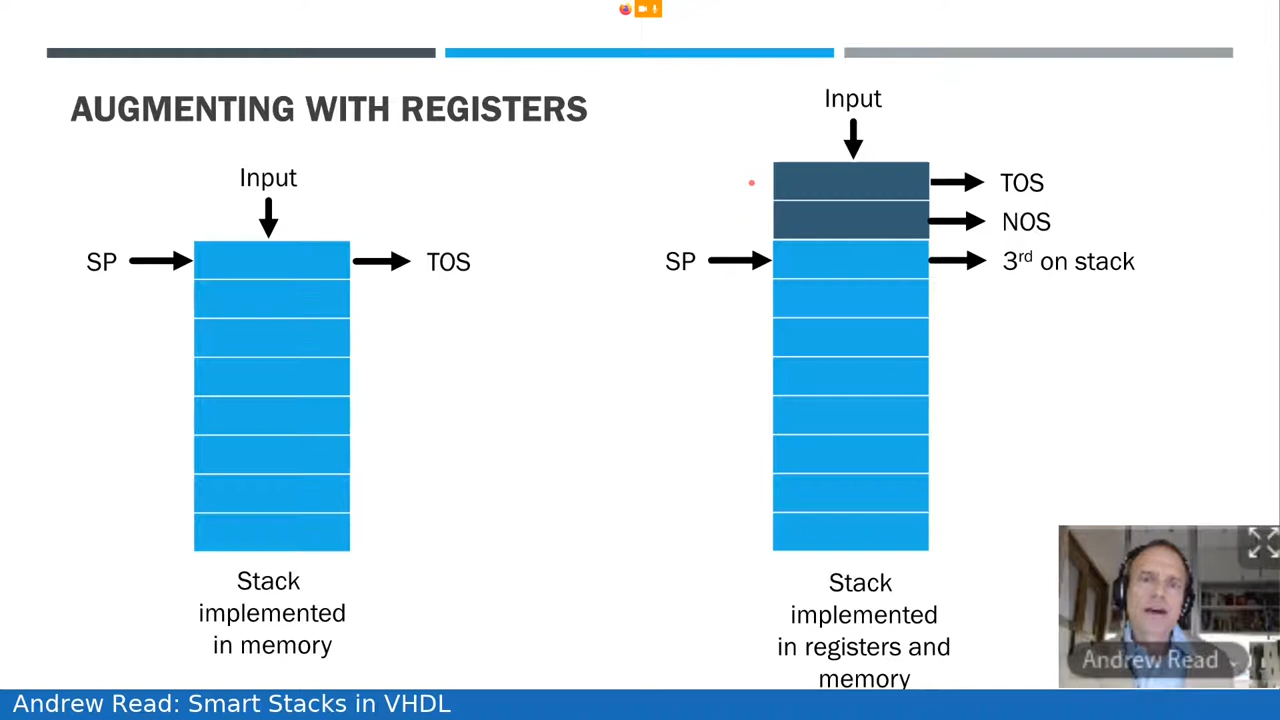 AUGMENTING WITH REGISTERS
Input
SP
TOS
Stack
implemented
in memory
Input
TOS
NOS
SP
3rd on stack
Stack
implemented
in registers and
memory
Andrew Read
Andrew Read: Smart Stacks in VHDL